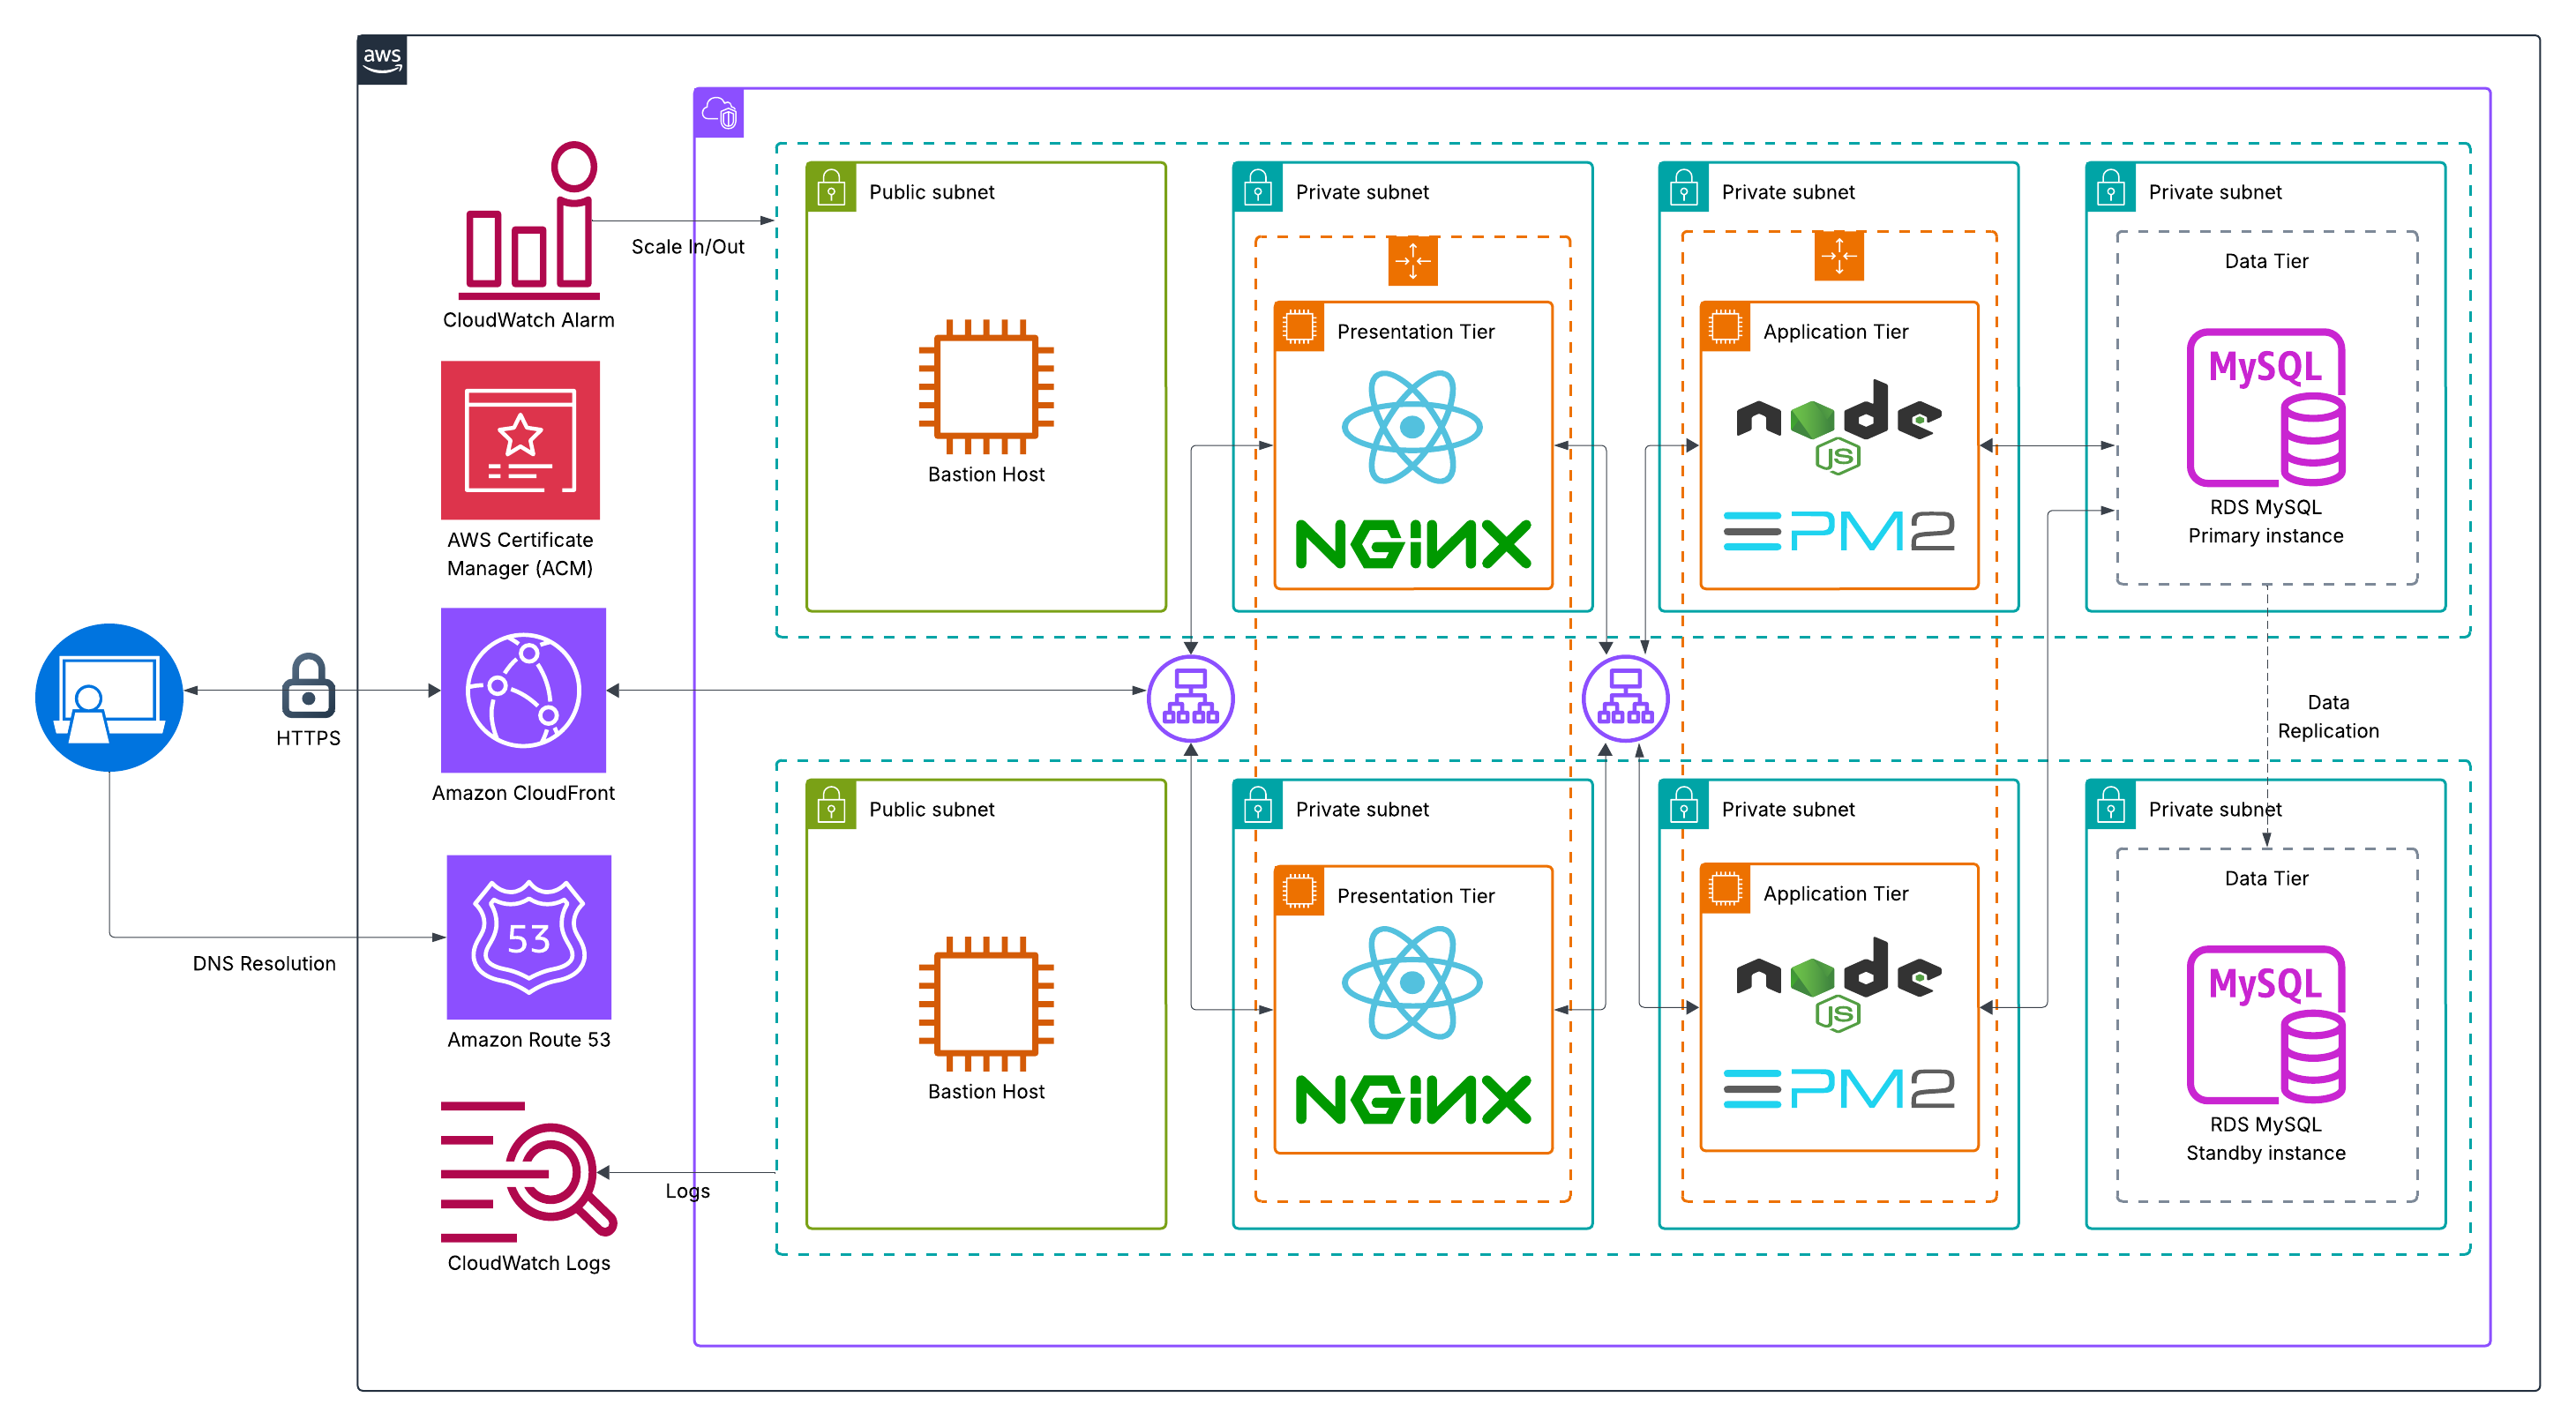 aws
Public subnet
Private subnet
Private subnet
Private subnet
Scale In/Out
Data Tier
CloudWatch Alarm
Presentation Tier
Application Tier
MySQL
node
JS
Bastion Host
NGINX
PM2
RDS MySQL
Primary instance
AWS Certificate
Manager (ACM)
HTTPS
Data
Replication
Amazon CloudFront
Public subnet
Private subnet
Private subnet
Private subnet
Data Tier
Presentation Tier
Application Tier
53
DNS Resolution
MySQL
node
JS
Amazon Route 53
Bastion Host
NGINX
PM2
RDS MySQL
Standby instance
Logs
CloudWatch Logs